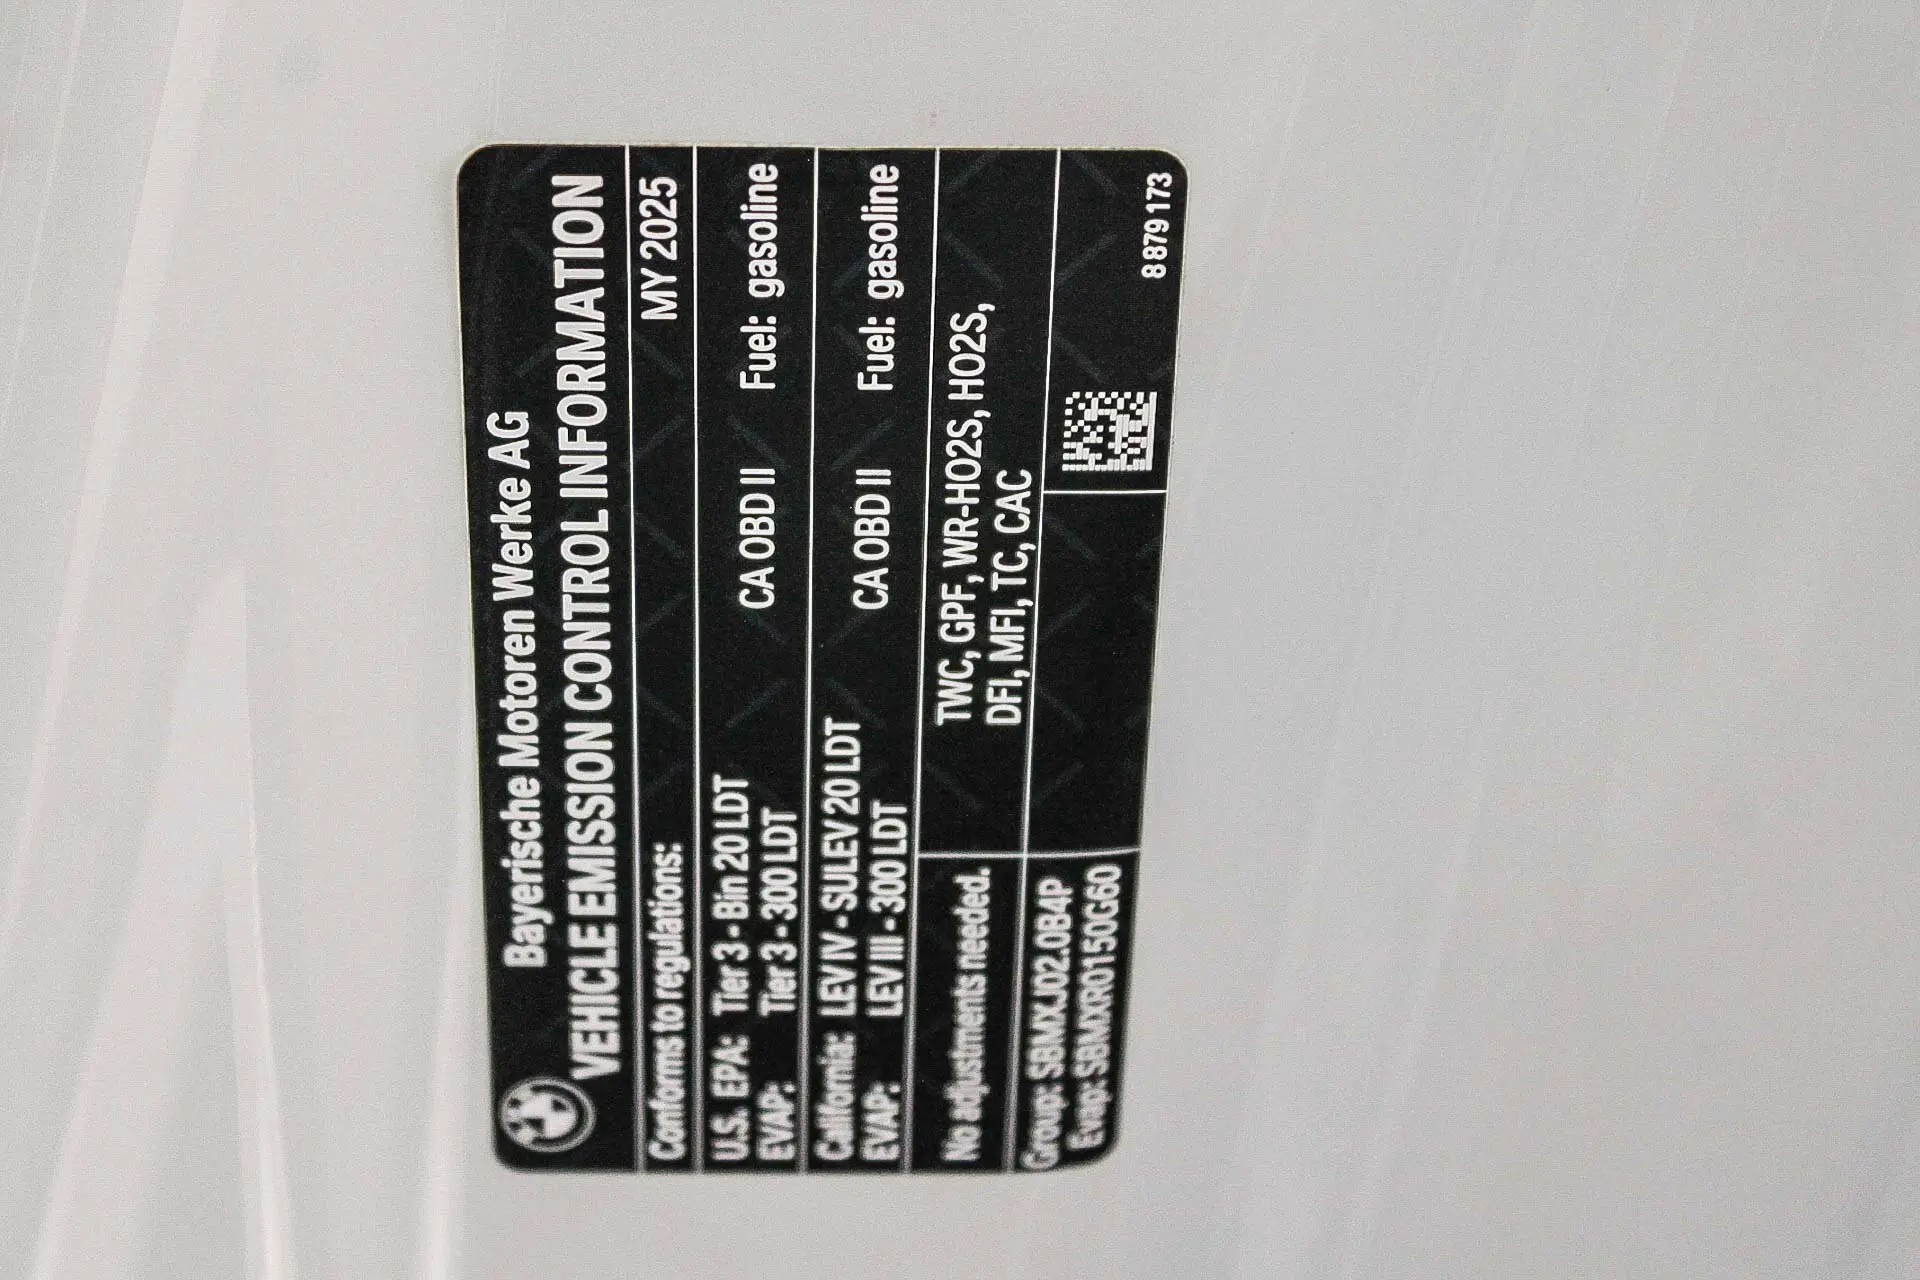 Bayerische Motoren Werke AG
VEHICLE EMISSION CONTROL INFORMATION
Conforms to regulations: MY 2025
U.S. EPA: Tier 3 - Bin 20 LDT CA OBD II Fuel: gasoline
EVAP: Tier 3 - 300 LDT
California: LEV IV - SULEV 20 LDT CA OBD II Fuel: gasoline
EVAP: LEV III - 300 LDT
No adjustments needed. TWC, GPF, WR-HO2S, HO2S,
DFI, MFI, TC, CAC
Group: SBMXJ02.0B4P
Evap: SBMXR0150G60
8 879 173